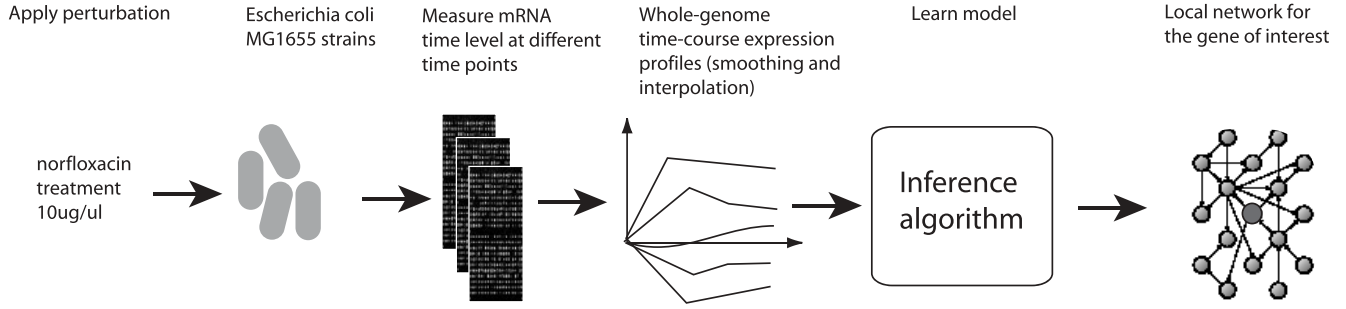 Apply perturbation
Escherichia coli
MG1655 strains
Measure mRNA
time level at different
time points
Whole-genome
time-course expression
profiles (smoothing and
interpolation)
Learn model
Local network for
the gene of interest
norfloxacin
treatment
10ug/ul
Inference
algorithm